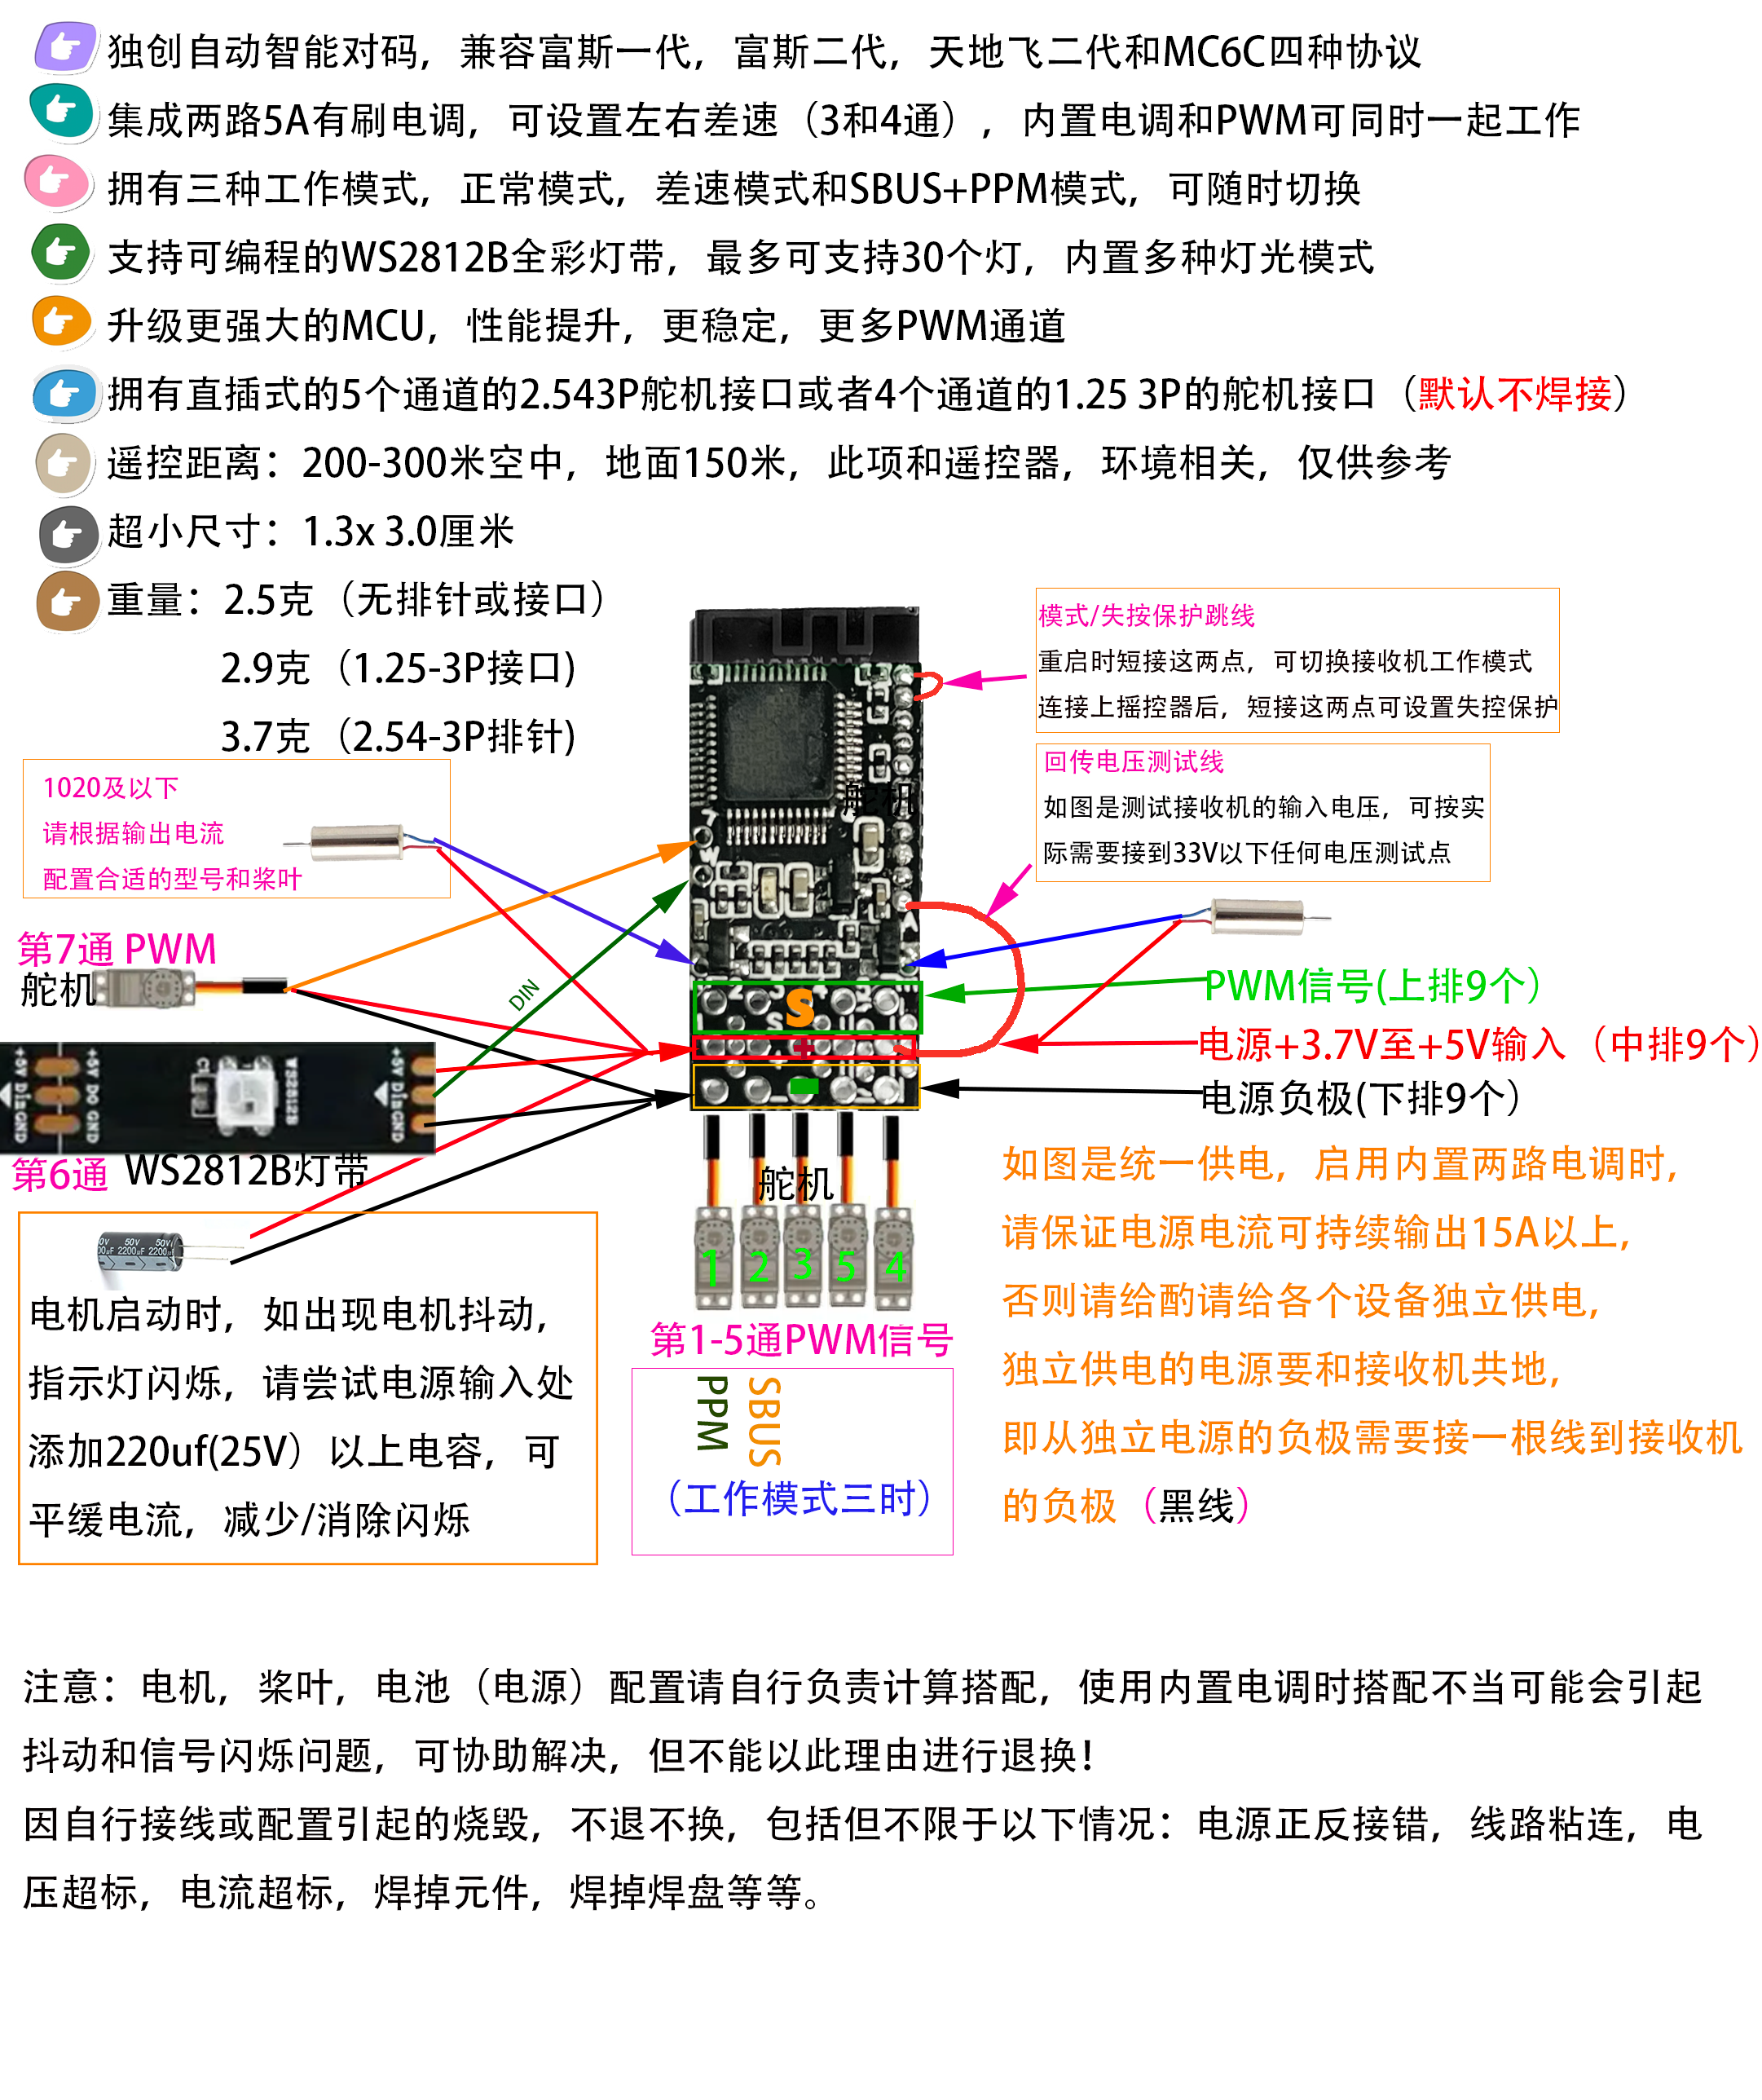 独创自动智能对码，兼容富斯一代，富斯二代，天地飞二代和MC6C四种协议
集成两路5A有刷电调，可设置左右差速（3和4通），内置电调和PWM可同时一起工作
拥有三种工作模式，正常模式，差速模式和SBUS+PPM模式，可随时切换
支持可编程的WS2812B全彩灯带，最多可支持30个灯，内置多种灯光模式
升级更强大的MCU，性能提升，更稳定，更多PWM通道
拥有直插式的5个通道的2.543P舵机接口或者4个通道的1.25 3P的舵机接口（默认不焊接）
遥控距离：200-300米空中，地面150米，此项和遥控器，环境相关，仅供参考
超小尺寸：1.3x 3.0厘米
重量：2.5克（无排针或接口）
2.9克（1.25-3P接口)
3.7克（2.54-3P排针)
模式/失按保护跳线
重启时短接这两点，可切换接收机工作模式
连接上摇控器后，短接这两点可设置失控保护
回传电压测试线
如图是测试接收机的输入电压，可按实
际需要接到33V以下任何电压测试点
1020及以下
请根据输出电流
配置合适的型号和桨叶
舵机
第7通 PWM
舵机
DIN
S
+
PWM信号(上排9个）
电源+3.7V至+5V输入（中排9个）
电源负极(下排9个）
+5V DinGND
+5V DO GND
C1
WS2812B
+5V DinGND
第6通 WS2812B灯带
舵机
1 2 3 5 4
第1-5通PWM信号
PPM
SBUS
（工作模式三时）
如图是统一供电，启用内置两路电调时，
请保证电源电流可持续输出15A以上，
否则请给酌请给各个设备独立供电，
独立供电的电源要和接收机共地，
即从独立电源的负极需要接一根线到接收机
的负极（黑线）
50V 50V
2200μF 2200μF
电机启动时，如出现电机抖动，
指示灯闪烁，请尝试电源输入处
添加220uf(25V）以上电容，可
平缓电流，减少/消除闪烁
注意：电机，桨叶，电池（电源）配置请自行负责计算搭配，使用内置电调时搭配不当可能会引起
抖动和信号闪烁问题，可协助解决，但不能以此理由进行退换！
因自行接线或配置引起的烧毁，不退不换，包括但不限于以下情况：电源正反接错，线路粘连，电
压超标，电流超标，焊掉元件，焊掉焊盘等等。